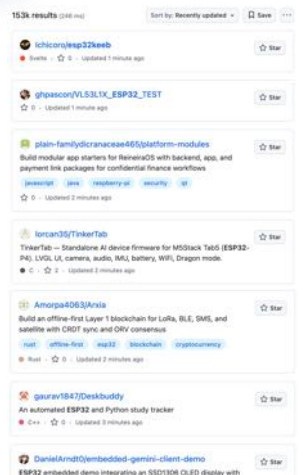 153k results (246 ms)
Sort by: Recently updated
Save
Ichicoro/esp32keeb
Star
Svelte · 0 · Updated 1 minute ago
ghpascon/VL53L1X_ESP32_TEST
Star
0 · Updated 1 minute ago
plain-familydicranaceae465/platform-modules
Star
Build modular app starters for ReineiraOS with backend, app, and
payment link packages for confidential finance workflows
javascript java raspberry-pi security qt
0 · Updated 2 minutes ago
lorcan35/TinkerTab
Star
TinkerTab — Standalone AI device firmware for M5Stack Tab5 (ESP32-
P4). LVGL UI, camera, audio, IMU, battery, WiFi, Dragon mode.
C · 2 · Updated 2 minutes ago
Amorpa4063/Arxia
Star
Build an offline-first Layer 1 blockchain for LoRa, BLE, SMS, and
satellite with CRDT sync and ORV consensus
rust offline-first esp32 blockchain cryptocurrency
Rust · 0 · Updated 2 minutes ago
gaurav1847/Deskbuddy
Star
An automated ESP32 and Python study tracker
C++ · 0 · Updated 3 minutes ago
DanielArndt0/embedded-gemini-client-demo
Star
ESP32 embedded demo integrating an SSD1306 OLED display with